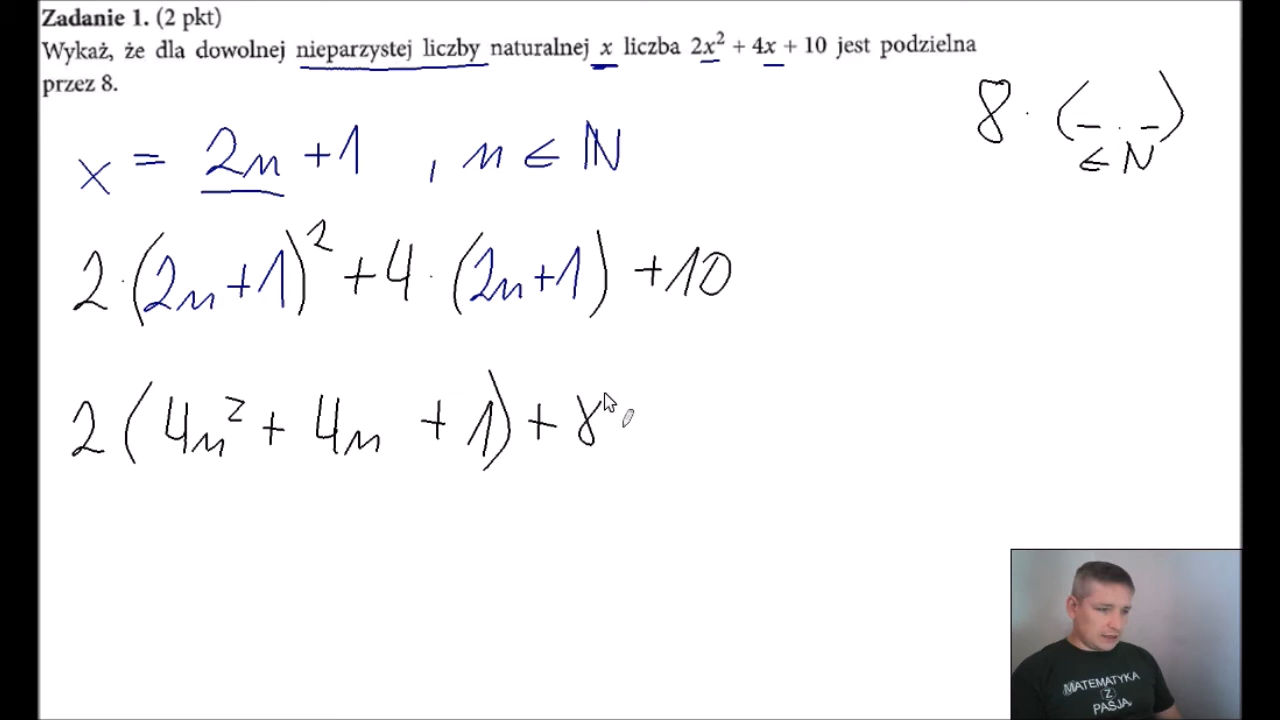 Zadanie 1. (2 pkt)
Wykaż, że dla dowolnej nieparzystej liczby naturalnej x liczba 2x² + 4x + 10 jest podzielna
przez 8.
8 · (_ . _)
∈ N
x = 2n + 1 , n ∈ ℕ
2 · (2n+1)² + 4 · (2n+1) + 10
2 (4n² + 4n + 1) + 8
MATEMATYKA
Z
PASJĄ